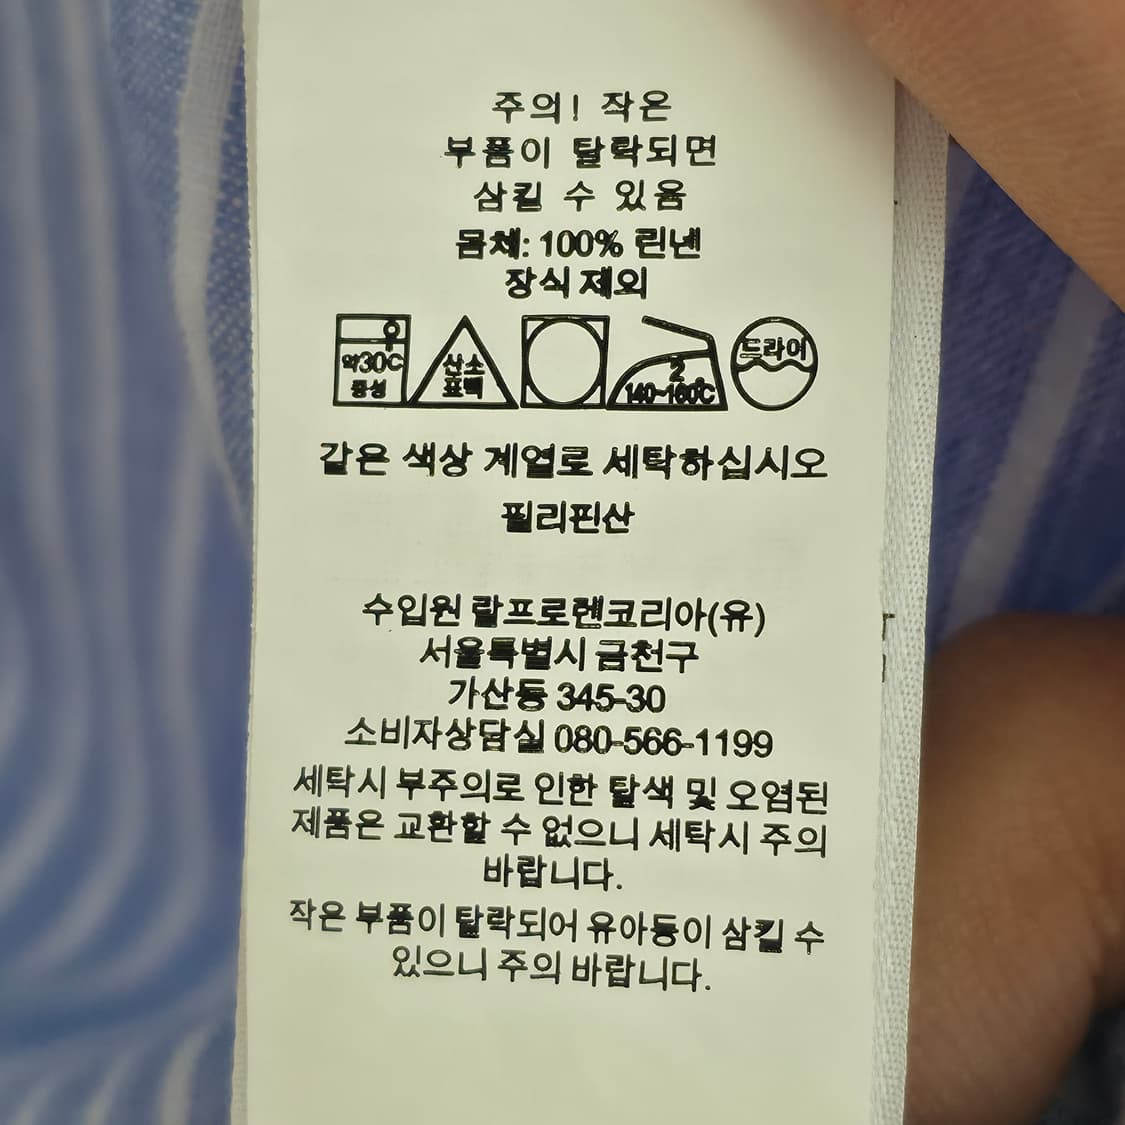 주의! 작은
부품이 탈락되면
삼킬 수 있음
몸체: 100% 린넨
장식 제외
약30℃ 중성
산소 표백
2 140~160℃
드라이
같은 색상 계열로 세탁하십시오
필리핀산
수입원 랄프로렌코리아(유)
서울특별시 금천구
가산동 345-30
소비자상담실 080-566-1199
세탁시 부주의로 인한 탈색 및 오염된
제품은 교환할 수 없으니 세탁시 주의
바랍니다.
작은 부품이 탈락되어 유아등이 삼킬 수
있으니 주의 바랍니다.